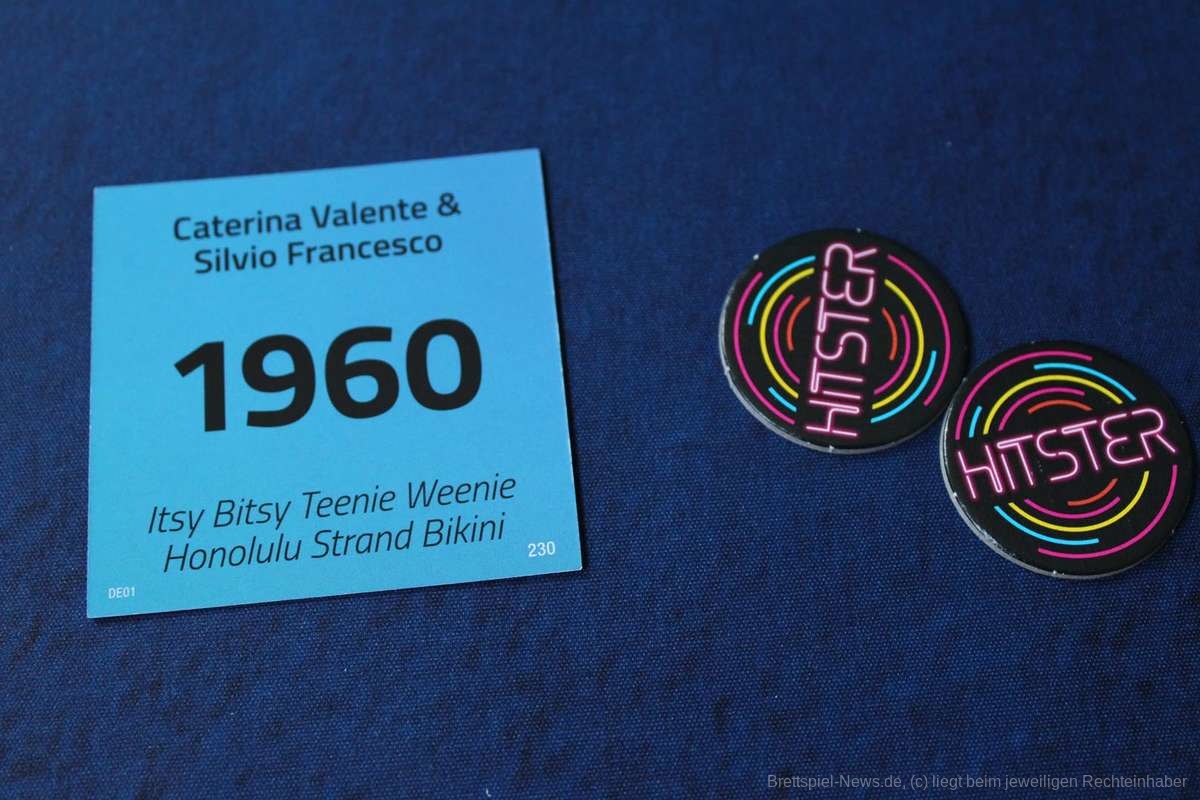 Caterina Valente &
Silvio Francesco
1960
Itsy Bitsy Teenie Weenie
Honolulu Strand Bikini
230
DE01
HITSTER
HITSTER
Brettspiel-News.de, (c) liegt beim jeweiligen Rechteinhaber